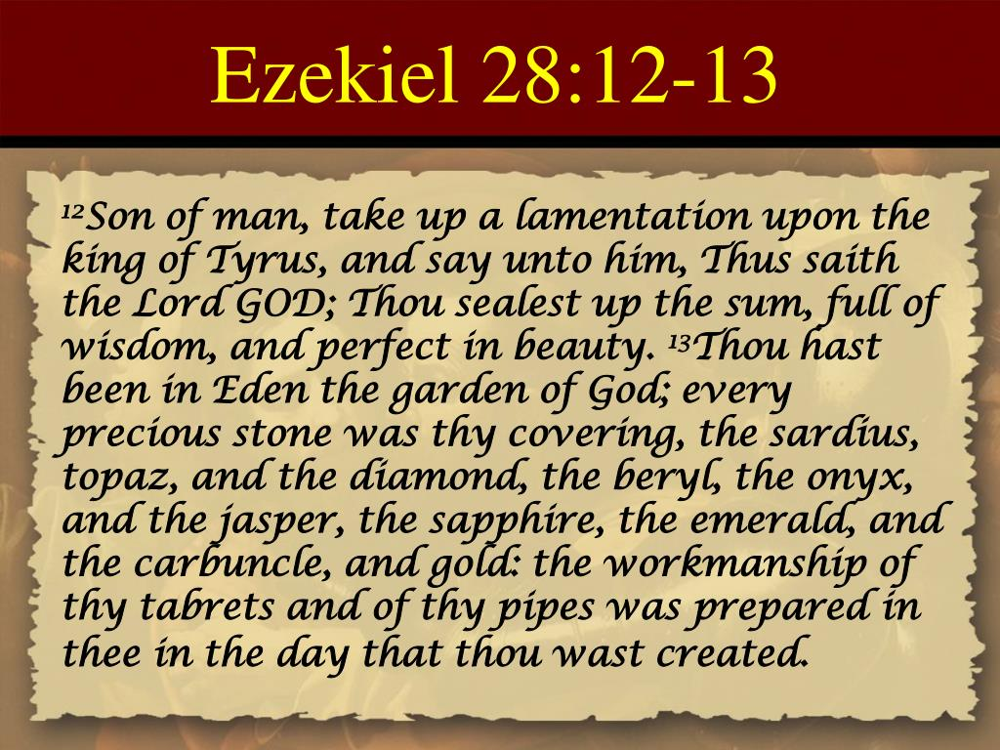 Ezekiel 28:12-13
¹²Son of man, take up a lamentation upon the
king of Tyrus, and say unto him, Thus saith
the Lord GOD; Thou sealest up the sum, full of
wisdom, and perfect in beauty. ¹³Thou hast
been in Eden the garden of God; every
precious stone was thy covering, the sardius,
topaz, and the diamond, the beryl, the onyx,
and the jasper, the sapphire, the emerald, and
the carbuncle, and gold: the workmanship of
thy tabrets and of thy pipes was prepared in
thee in the day that thou wast created.